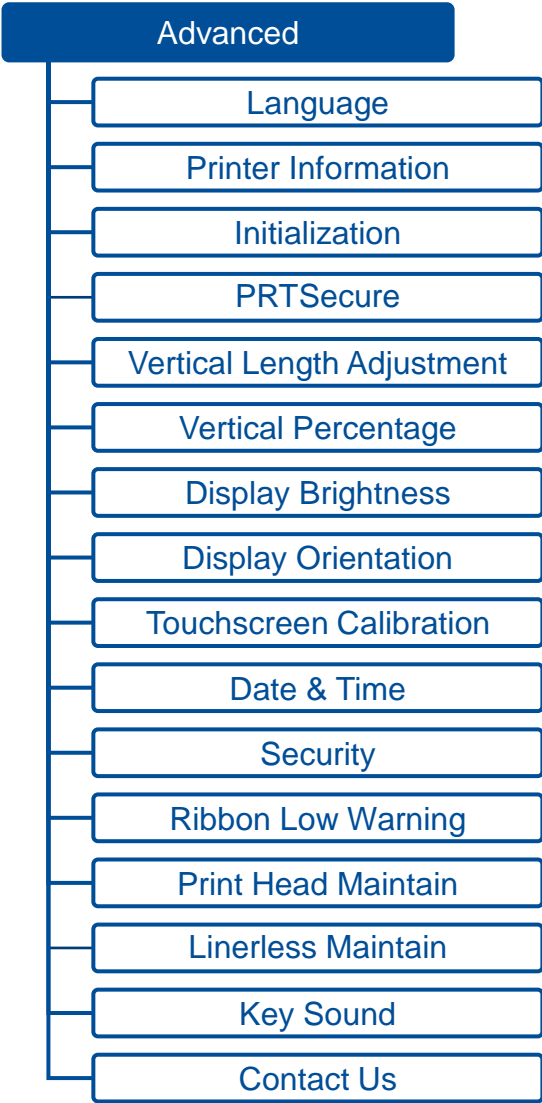 Advanced
Language
Printer Information
Initialization
PRTSecure
Vertical Length Adjustment
Vertical Percentage
Display Brightness
Display Orientation
Touchscreen Calibration
Date & Time
Security
Ribbon Low Warning
Print Head Maintain
Linerless Maintain
Key Sound
Contact Us